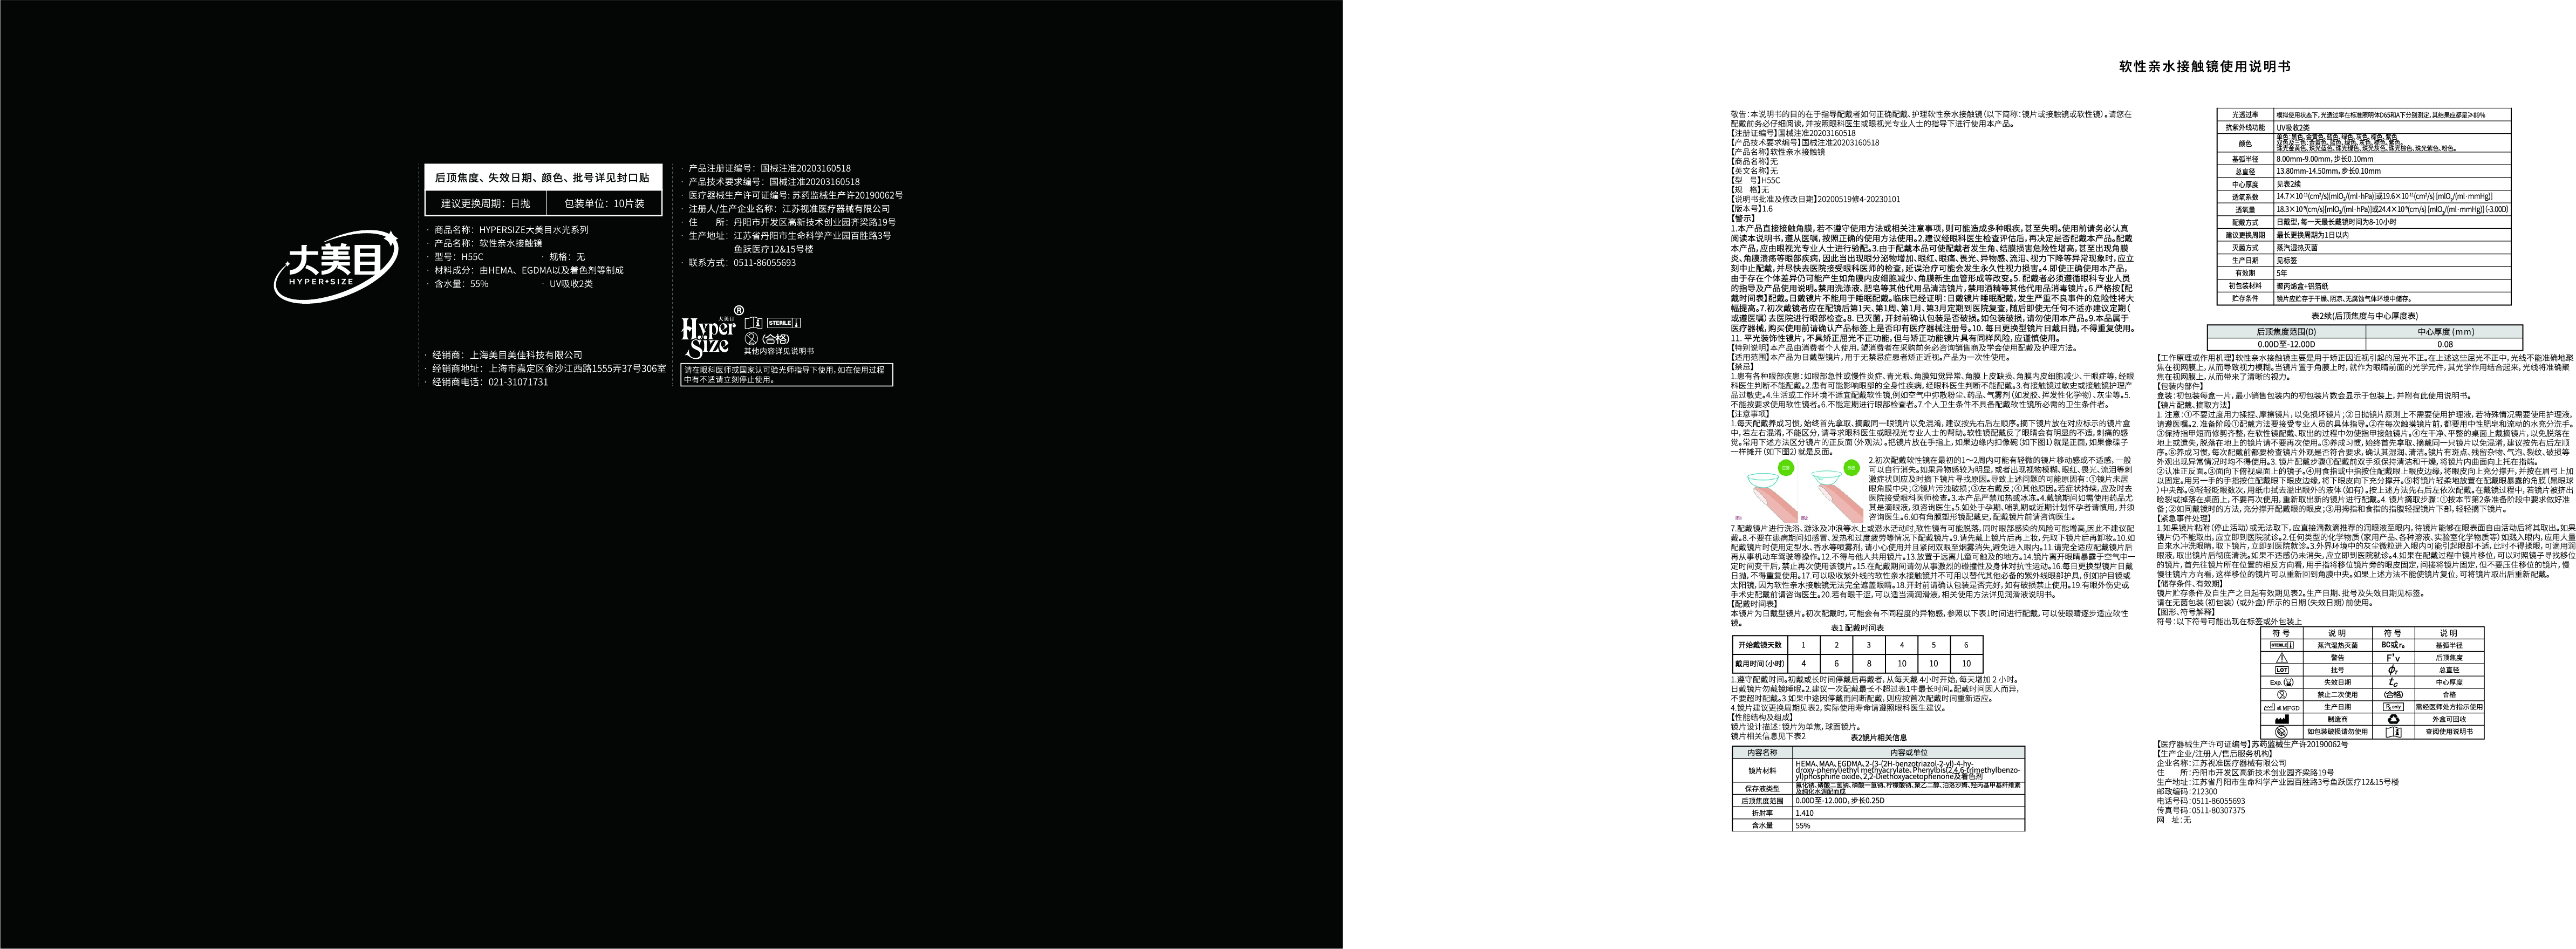 大美目
HYPER•SIZE
后顶焦度、失效日期、颜色、批号详见封口贴
建议更换周期：日抛
包装单位：10片装
· 商品名称：HYPERSIZE大美目水光系列
· 产品名称：软性亲水接触镜
· 型号：H55C
· 规格：无
· 材料成分：由HEMA、EGDMA以及着色剂等制成
· 含水量：55%
· UV吸收2类
· 经销商：上海美目美佳科技有限公司
· 经销商地址：上海市嘉定区金沙江西路1555弄37号306室
· 经销商电话：021-31071731
· 产品注册证编号：国械注准20203160518
· 产品技术要求编号：国械注准20203160518
· 医疗器械生产许可证编号：苏药监械生产许20190062号
· 注册人/生产企业名称：江苏视准医疗器械有限公司
· 住　　所：丹阳市开发区高新技术创业园齐梁路19号
· 生产地址：江苏省丹阳市生命科学产业园百胜路3号
鱼跃医疗12&15号楼
· 联系方式：0511-86055693
大美目
Hyper
Size
®
STERILE
(合格)
其他内容详见说明书
请在眼科医师或国家认可验光师指导下使用，如在使用过程
中有不适请立刻停止使用。
软性亲水接触镜使用说明书
敬告：本说明书的目的在于指导配戴者如何正确配戴、护理软性亲水接触镜（以下简称：镜片或接触镜或软性镜）。请您在
配戴前务必仔细阅读，并按照眼科医生或眼视光专业人士的指导下进行使用本产品。
【注册证编号】国械注准20203160518
【产品技术要求编号】国械注准20203160518
【产品名称】软性亲水接触镜
【商品名称】无
【英文名称】无
【型　号】H55C
【规　格】无
【说明书批准及修改日期】20200519修4-20230101
【版本号】1.6
【警示】
1.本产品直接接触角膜，若不遵守使用方法或相关注意事项，则可能造成多种眼疾，甚至失明。使用前请务必认真
阅读本说明书，遵从医嘱，按照正确的使用方法使用。2.建议经眼科医生检查评估后，再决定是否配戴本产品。配戴
本产品，应由眼视光专业人士进行验配。3.由于配戴本品可使配戴者发生角、结膜损害危险性增高，甚至出现角膜
炎、角膜溃疡等眼部疾病，因此当出现眼分泌物增加、眼红、眼痛、畏光、异物感、流泪、视力下降等异常现象时，应立
刻中止配戴，并尽快去医院接受眼科医师的检查，延误治疗可能会发生永久性视力损害。4.即使正确使用本产品，
由于存在个体差异仍可能产生如角膜内皮细胞减少、角膜新生血管形成等改变。5. 配戴者必须遵循眼科专业人员
的指导及产品使用说明。禁用洗涤液、肥皂等其他代用品清洁镜片，禁用酒精等其他代用品消毒镜片。6.严格按【配
戴时间表】配戴。日戴镜片不能用于睡眠配戴。临床已经证明：日戴镜片睡眠配戴，发生严重不良事件的危险性将大
幅提高。7.初次戴镜者应在配镜后第1天、第1周、第1月、第3月定期到医院复查，随后即使无任何不适亦建议定期（
或遵医嘱）去医院进行眼部检查。8. 已灭菌，开封前确认包装是否破损。如包装破损，请勿使用本产品。9.本品属于
医疗器械，购买使用前请确认产品标签上是否印有医疗器械注册号。10. 每日更换型镜片日戴日抛，不得重复使用。
11. 平光装饰性镜片，不具矫正屈光不正功能，但与矫正功能镜片具有同样风险，应谨慎使用。
【特别说明】本产品由消费者个人使用，望消费者在采购前务必咨询销售商及学会使用配戴及护理方法。
【适用范围】本产品为日戴型镜片，用于无禁忌症患者矫正近视。产品为一次性使用。
【禁忌】
1.患有各种眼部疾患：如眼部急性或慢性炎症、青光眼、角膜知觉异常、角膜上皮缺损、角膜内皮细胞减少、干眼症等，经眼
科医生判断不能配戴。2.患有可能影响眼部的全身性疾病，经眼科医生判断不能配戴。3.有接触镜过敏史或接触镜护理产
品过敏史。4.生活或工作环境不适宜配戴软性镜，例如空气中弥散粉尘、药品、气雾剂（如发胶、挥发性化学物）、灰尘等。5.
不能按要求使用软性镜者。6.不能定期进行眼部检查者。7.个人卫生条件不具备配戴软性镜所必需的卫生条件者。
【注意事项】
1.每天配戴养成习惯，始终首先拿取、摘戴同一眼镜片以免混淆，建议按先右后左顺序。摘下镜片放在对应标示的镜片盒
中，若左右混淆，不能区分，请寻求眼科医生或眼视光专业人士的帮助。软性镜配戴反了眼睛会有明显的不适，刺痛的感
觉。常用下述方法区分镜片的正反面（外观法）。把镜片放在手指上，如果边缘内扣像碗（如下图1）就是正面，如果像碟子
一样摊开（如下图2）就是反面。
正面
反面
图1
图2
2.初次配戴软性镜在最初的1～2周内可能有轻微的镜片移动感或不适感，一般
可以自行消失。如果异物感较为明显，或者出现视物模糊、眼红、畏光、流泪等刺
激症状则应及时摘下镜片寻找原因。导致上述问题的可能原因有：①镜片未居
眼角膜中央；②镜片污浊破损；③左右戴反；④其他原因。若症状持续，应及时去
医院接受眼科医师检查。3.本产品严禁加热或冰冻。4.戴镜期间如需使用药品尤
其是滴眼液，须咨询医生。5.如处于孕期、哺乳期或近期计划怀孕者请慎用，并须
咨询医生。6.如有角膜塑形镜配戴史，配戴镜片前请咨询医生。
7.配戴镜片进行洗浴、游泳及冲浪等水上或潜水活动时，软性镜有可能脱落，同时眼部感染的风险可能增高，因此不建议配
戴。8.不要在患病期间如感冒、发热和过度疲劳等情况下配戴镜片。9.请先戴上镜片后再上妆，先取下镜片后再卸妆。10.如
配戴镜片时使用定型水、香水等喷雾剂，请小心使用并且紧闭双眼至烟雾消失，避免进入眼内。11.请完全适应配戴镜片后
再从事机动车驾驶等操作。12.不得与他人共用镜片。13.放置于远离儿童可触及的地方。14.镜片离开眼睛暴露于空气中一
定时间变干后，禁止再次使用该镜片。15.在配戴期间请勿从事激烈的碰撞性及身体对抗性运动。16.每日更换型镜片日戴
日抛，不得重复使用。17.可以吸收紫外线的软性亲水接触镜并不可以替代其他必备的紫外线眼部护具，例如护目镜或
太阳镜，因为软性亲水接触镜无法完全遮盖眼睛。18.开封前请确认包装是否完好，如有破损禁止使用。19.有眼外伤史或
手术史配戴前请咨询医生。20.若有眼干涩，可以适当滴润滑液，相关使用方法详见润滑液说明书。
【配戴时间表】
本镜片为日戴型镜片。初次配戴时，可能会有不同程度的异物感，参照以下表1时间进行配戴，可以使眼睛逐步适应软性
镜。
表1 配戴时间表
开始戴镜天数 1 2 3 4 5 6
戴用时间（小时） 4 6 8 10 10 10
1.遵守配戴时间。初戴或长时间停戴后再戴者，从每天戴 4小时开始，每天增加 2 小时。
日戴镜片勿戴镜睡眠。2.建议一次配戴最长不超过表1中最长时间。配戴时间因人而异，
不要超时配戴。3.如果中途因停戴而间断配戴，则应按首次配戴时间重新适应。
4.镜片建议更换周期见表2，实际使用寿命请遵照眼科医生建议。
【性能结构及组成】
镜片设计描述：镜片为单焦，球面镜片。
镜片相关信息见下表2
表2镜片相关信息
内容名称 内容或单位
镜片材料 HEMA、MAA、EGDMA、2-(3-(2H-benzotriazol-2-yl)-4-hy-
droxy-phenyl)ethyl methyacrylate、Phenylbis(2,4,6-trimethylbenzo-
yl)phosphine oxide、2,2-Diethoxyacetophenone及着色剂
保存液类型 氯化钠、磷酸二氢钠、磷酸一氢钠、柠檬酸钠、聚乙二醇、泊洛沙姆、羟丙基甲基纤维素
及纯化水调配而成
后顶焦度范围 0.00D至-12.00D，步长0.25D
折射率 1.410
含水量 55%
光透过率 模拟使用状态下，光透过率在标准照明体D65和A下分别测定，其结果应都是≥89%
抗紫外线功能 UV吸收2类
颜色 单色：黑色、金黄色、蓝色、绿色、灰色、棕色、紫色
双色及三色：金黄色、蓝色、绿色、灰色、棕色、紫色。
珠光金黄色、珠光蓝色、珠光绿色、珠光灰色、珠光棕色、珠光紫色、粉色。
基弧半径 8.00mm-9.00mm，步长0.10mm
总直径 13.80mm-14.50mm，步长0.10mm
中心厚度 见表2续
透氧系数 14.7×10⁻¹¹(cm²/s)[mlO₂/(ml·hPa)]或19.6×10⁻¹¹(cm²/s) [mlO₂/(ml·mmHg)]
透氧量 18.3×10⁻⁹(cm/s)[mlO₂/(ml·hPa)]或24.4×10⁻⁹(cm/s) [mlO₂/(ml·mmHg)] (-3.00D)
配戴方式 日戴型，每一天最长戴镜时间为8-10小时
建议更换周期 最长更换周期为1日以内
灭菌方式 蒸汽湿热灭菌
生产日期 见标签
有效期 5年
初包装材料 聚丙烯盒+铝箔纸
贮存条件 镜片应贮存于干燥、阴凉、无腐蚀气体环境中储存。
表2续(后顶焦度与中心厚度表)
后顶焦度范围(D) 中心厚度 (mm)
0.00D至-12.00D 0.08
【工作原理或作用机理】软性亲水接触镜主要是用于矫正因近视引起的屈光不正。在上述这些屈光不正中，光线不能准确地聚
焦在视网膜上，从而导致视力模糊。当镜片置于角膜上时，就作为眼睛前面的光学元件，其光学作用结合起来，光线将准确聚
焦在视网膜上，从而带来了清晰的视力。
【包装内部件】
盒装：初包装每盒一片，最小销售包装内的初包装片数会显示于包装上，并附有此使用说明书。
【镜片配戴、摘取方法】
1. 注意：①不要过度用力揉捏、摩擦镜片，以免损坏镜片；②日抛镜片原则上不需要使用护理液，若特殊情况需要使用护理液，
请遵医嘱。2. 准备阶段①配戴方法要接受专业人员的具体指导。②在每次触摸镜片前，都要用中性肥皂和流动的水充分洗手。
③保持指甲短而修剪齐整，在软性镜配戴、取出的过程中勿使指甲接触镜片。④在干净、平整的桌面上戴摘镜片，以免脱落在
地上或遗失，脱落在地上的镜片请不要再次使用。⑤养成习惯，始终首先拿取、摘戴同一只镜片以免混淆，建议按先右后左顺
序。⑥养成习惯，每次配戴前都要检查镜片外观是否符合要求，确认其湿润、清洁。镜片有斑点、残留杂物、气泡、裂纹、破损等
外观出现异常情况时均不得使用。3. 镜片配戴步骤①配戴前双手须保持清洁和干燥，将镜片内曲面向上托在指端。
②认准正反面。③面向下俯视桌面上的镜子。④用食指或中指按住配戴眼上眼皮边缘，将眼皮向上充分撑开，并按在眉弓上加
以固定。用另一手的手指按住配戴眼下眼皮边缘，将下眼皮向下充分撑开。⑤将镜片轻柔地放置在配戴眼暴露的角膜（黑眼球
）中央部。⑥轻轻眨眼数次，用纸巾拭去溢出眼外的液体（如有）。按上述方法先右后左依次配戴。在戴镜过程中，若镜片被挤出
睑裂或掉落在桌面上，不要再次使用，重新取出新的镜片进行配戴。4. 镜片摘取步骤：①按本节第2条准备阶段中要求做好准
备；②如同戴镜时的方法，充分撑开配戴眼的眼皮；③用拇指和食指的指腹轻捏镜片下部，轻轻摘下镜片。
【紧急事件处理】
1.如果镜片粘附（停止活动）或无法取下，应直接滴数滴推荐的润眼液至眼内，待镜片能够在眼表面自由活动后将其取出。如果
镜片仍不能取出，应立即到医院就诊。2.任何类型的化学物质（家用产品、各种溶液、实验室化学物质等）如溅入眼内，应用大量
自来水冲洗眼睛，取下镜片，立即到医院就诊。3.外界环境中的灰尘微粒进入眼内可能引起眼部不适，此时不得揉眼，可滴用润
眼液，取出镜片后彻底清洗。如果不适感仍未消失，应立即到医院就诊。4.如果在配戴过程中镜片移位，可以对照镜子寻找移位
的镜片，首先往镜片所在位置的相反方向看，用手指将移位镜片旁的眼皮固定，间接将镜片固定，但不要压住移位的镜片，慢
慢往镜片方向看，这样移位的镜片可以重新回到角膜中央。如果上述方法不能使镜片复位，可将镜片取出后重新配戴。
【储存条件、有效期】
镜片贮存条件及自生产之日起有效期见表2。生产日期、批号及失效日期见标签。
请在无菌包装（初包装）（或外盒）所示的日期（失效日期）前使用。
【图形、符号解释】
符号：以下符号可能出现在标签或外包装上
符 号 说 明 符 号 说 明
STERILE 蒸汽湿热灭菌 BC或r₀ 基弧半径
警告 F'v 后顶焦度
LOT 批号 ϕT 总直径
Exp. 失效日期 tC 中心厚度
禁止二次使用 (合格) 合格
或 MFGD 生产日期 Rx only 需经医师处方指示使用
制造商 外盒可回收
如包装破损请勿使用 查阅使用说明书
【医疗器械生产许可证编号】苏药监械生产许20190062号
【生产企业/注册人/售后服务机构】
企业名称：江苏视准医疗器械有限公司
住　　所：丹阳市开发区高新技术创业园齐梁路19号
生产地址：江苏省丹阳市生命科学产业园百胜路3号鱼跃医疗12&15号楼
邮政编码：212300
电话号码：0511-86055693
传真号码：0511-80307375
网　址：无